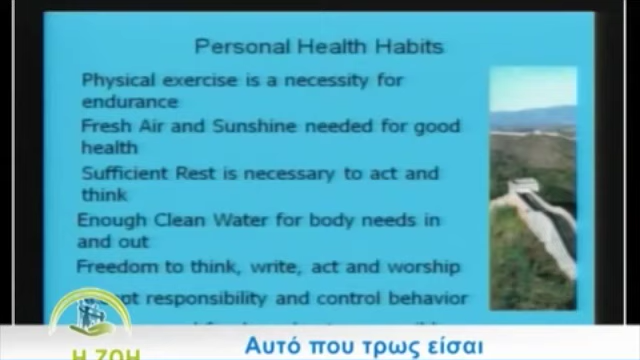 Personal Health Habits
Physical exercise is a necessity for
endurance
Fresh Air and Sunshine needed for good
health
Sufficient Rest is necessary to act and
think
Enough Clean Water for body needs in
and out
Freedom to think, write, act and worship
responsibility and control behavior
Αυτό που τρως είσαι
Η ΖΩΗ